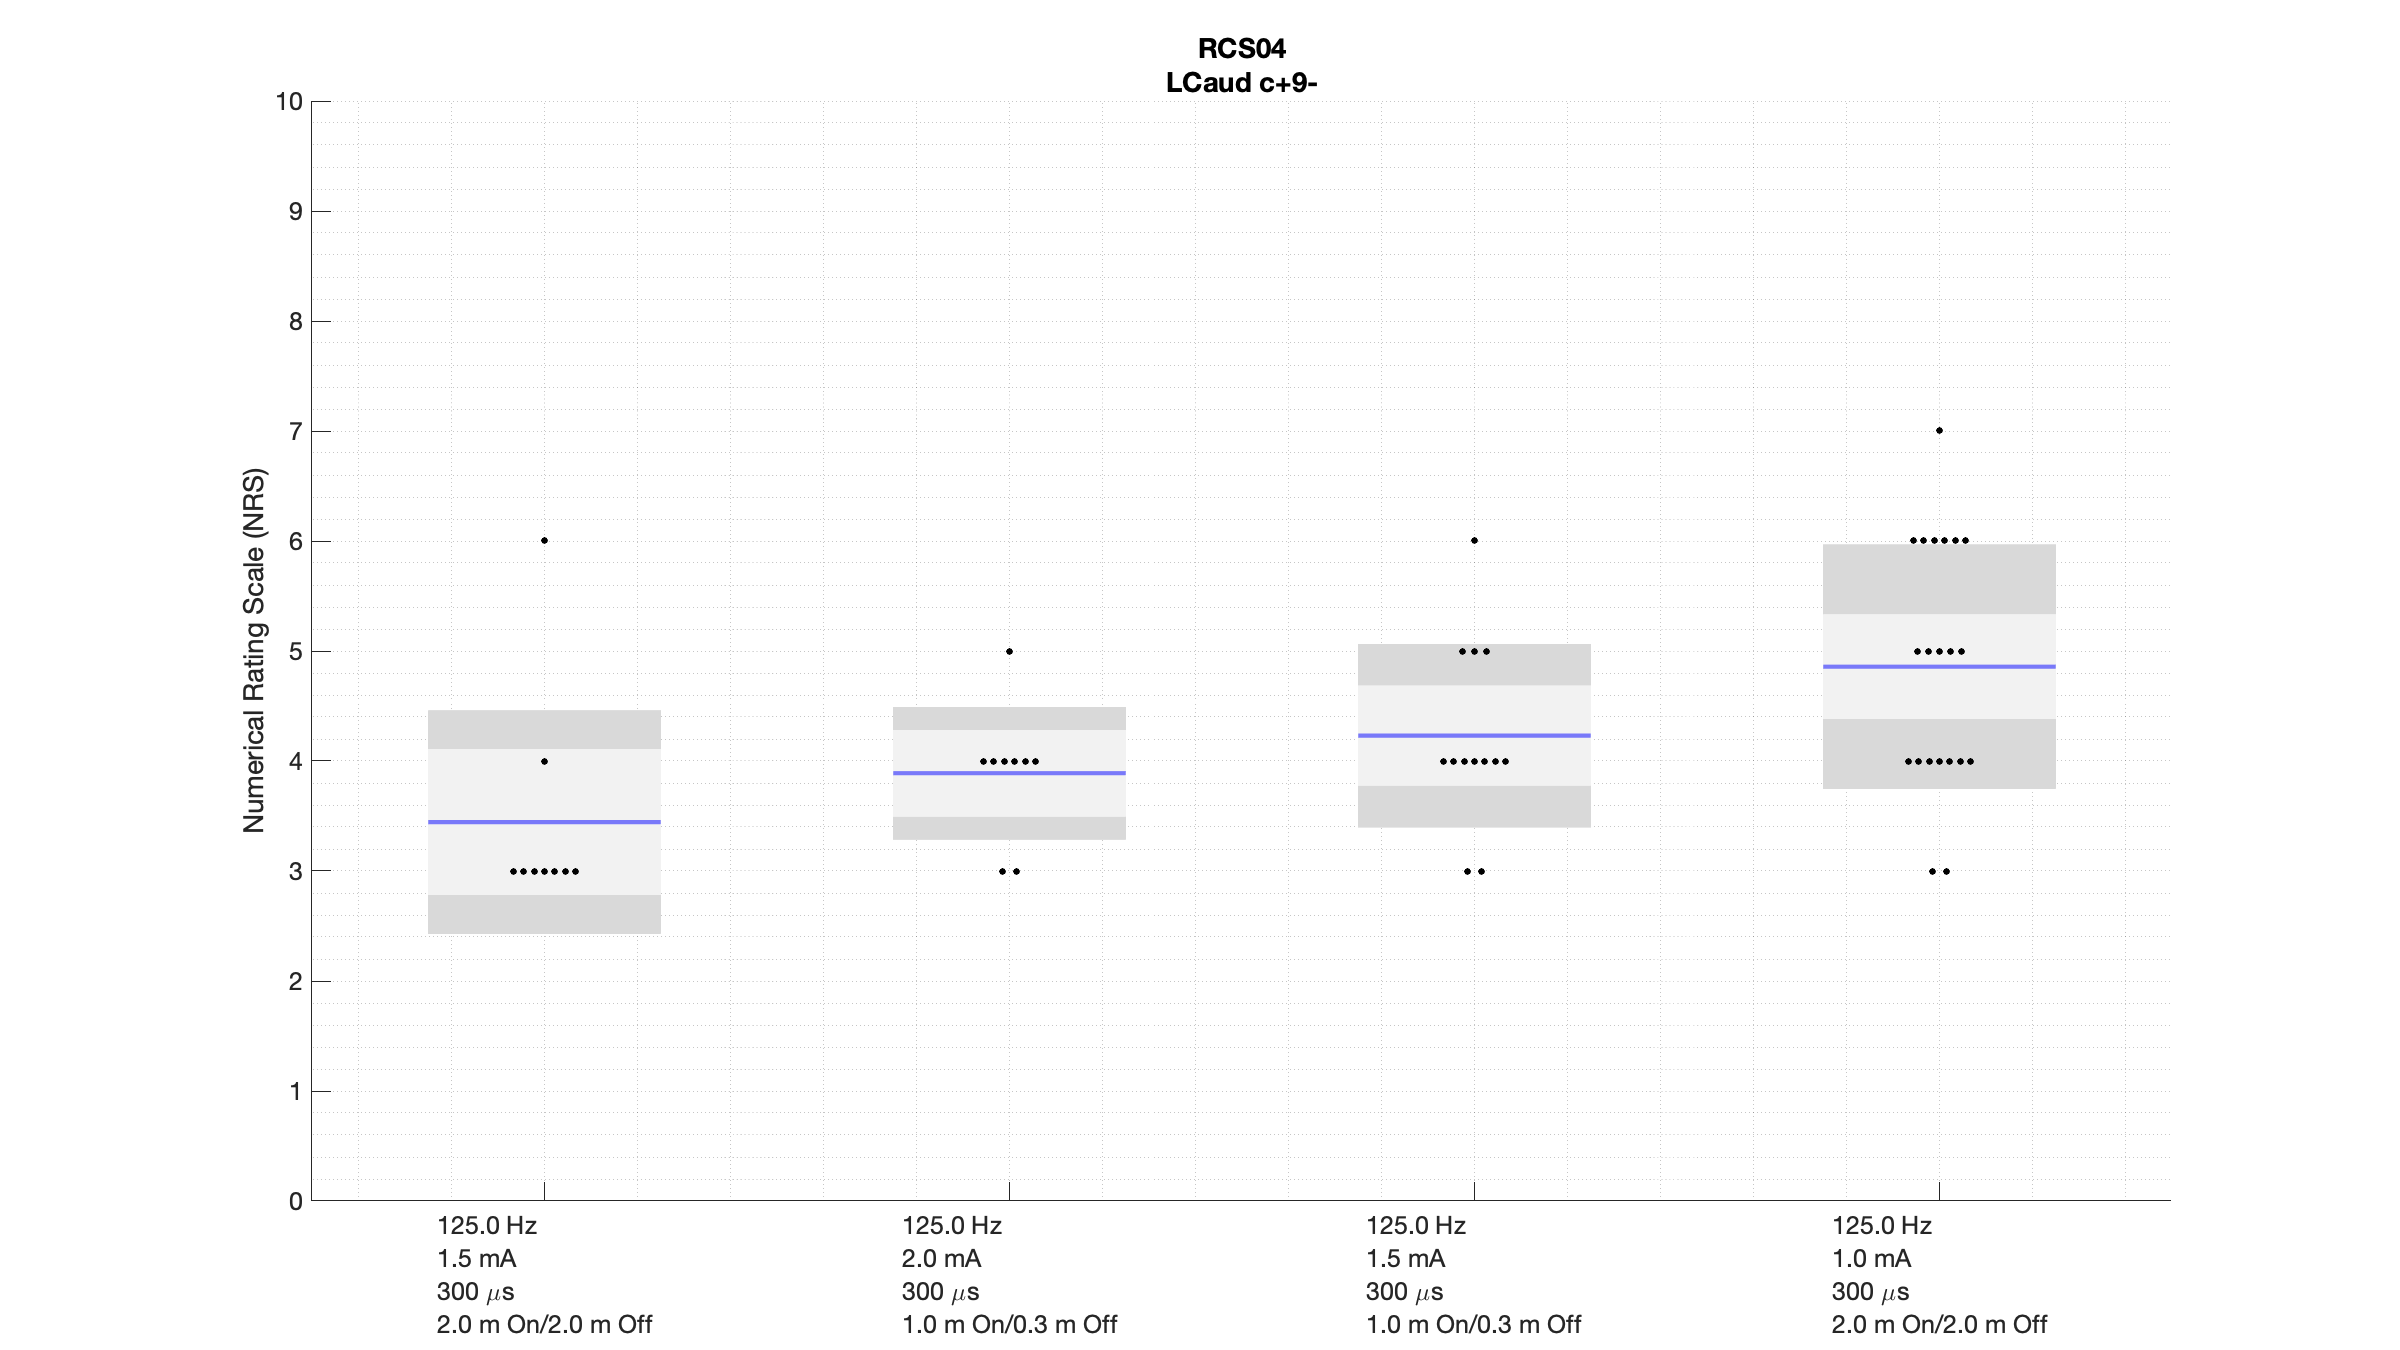 RCS04
LCaud c+9-
Numerical Rating Scale (NRS)
10
9
8
7
6
5
4
3
2
1
0
125.0 Hz
1.5 mA
300 μs
2.0 m On/2.0 m Off
125.0 Hz
2.0 mA
300 μs
1.0 m On/0.3 m Off
125.0 Hz
1.5 mA
300 μs
1.0 m On/0.3 m Off
125.0 Hz
1.0 mA
300 μs
2.0 m On/2.0 m Off